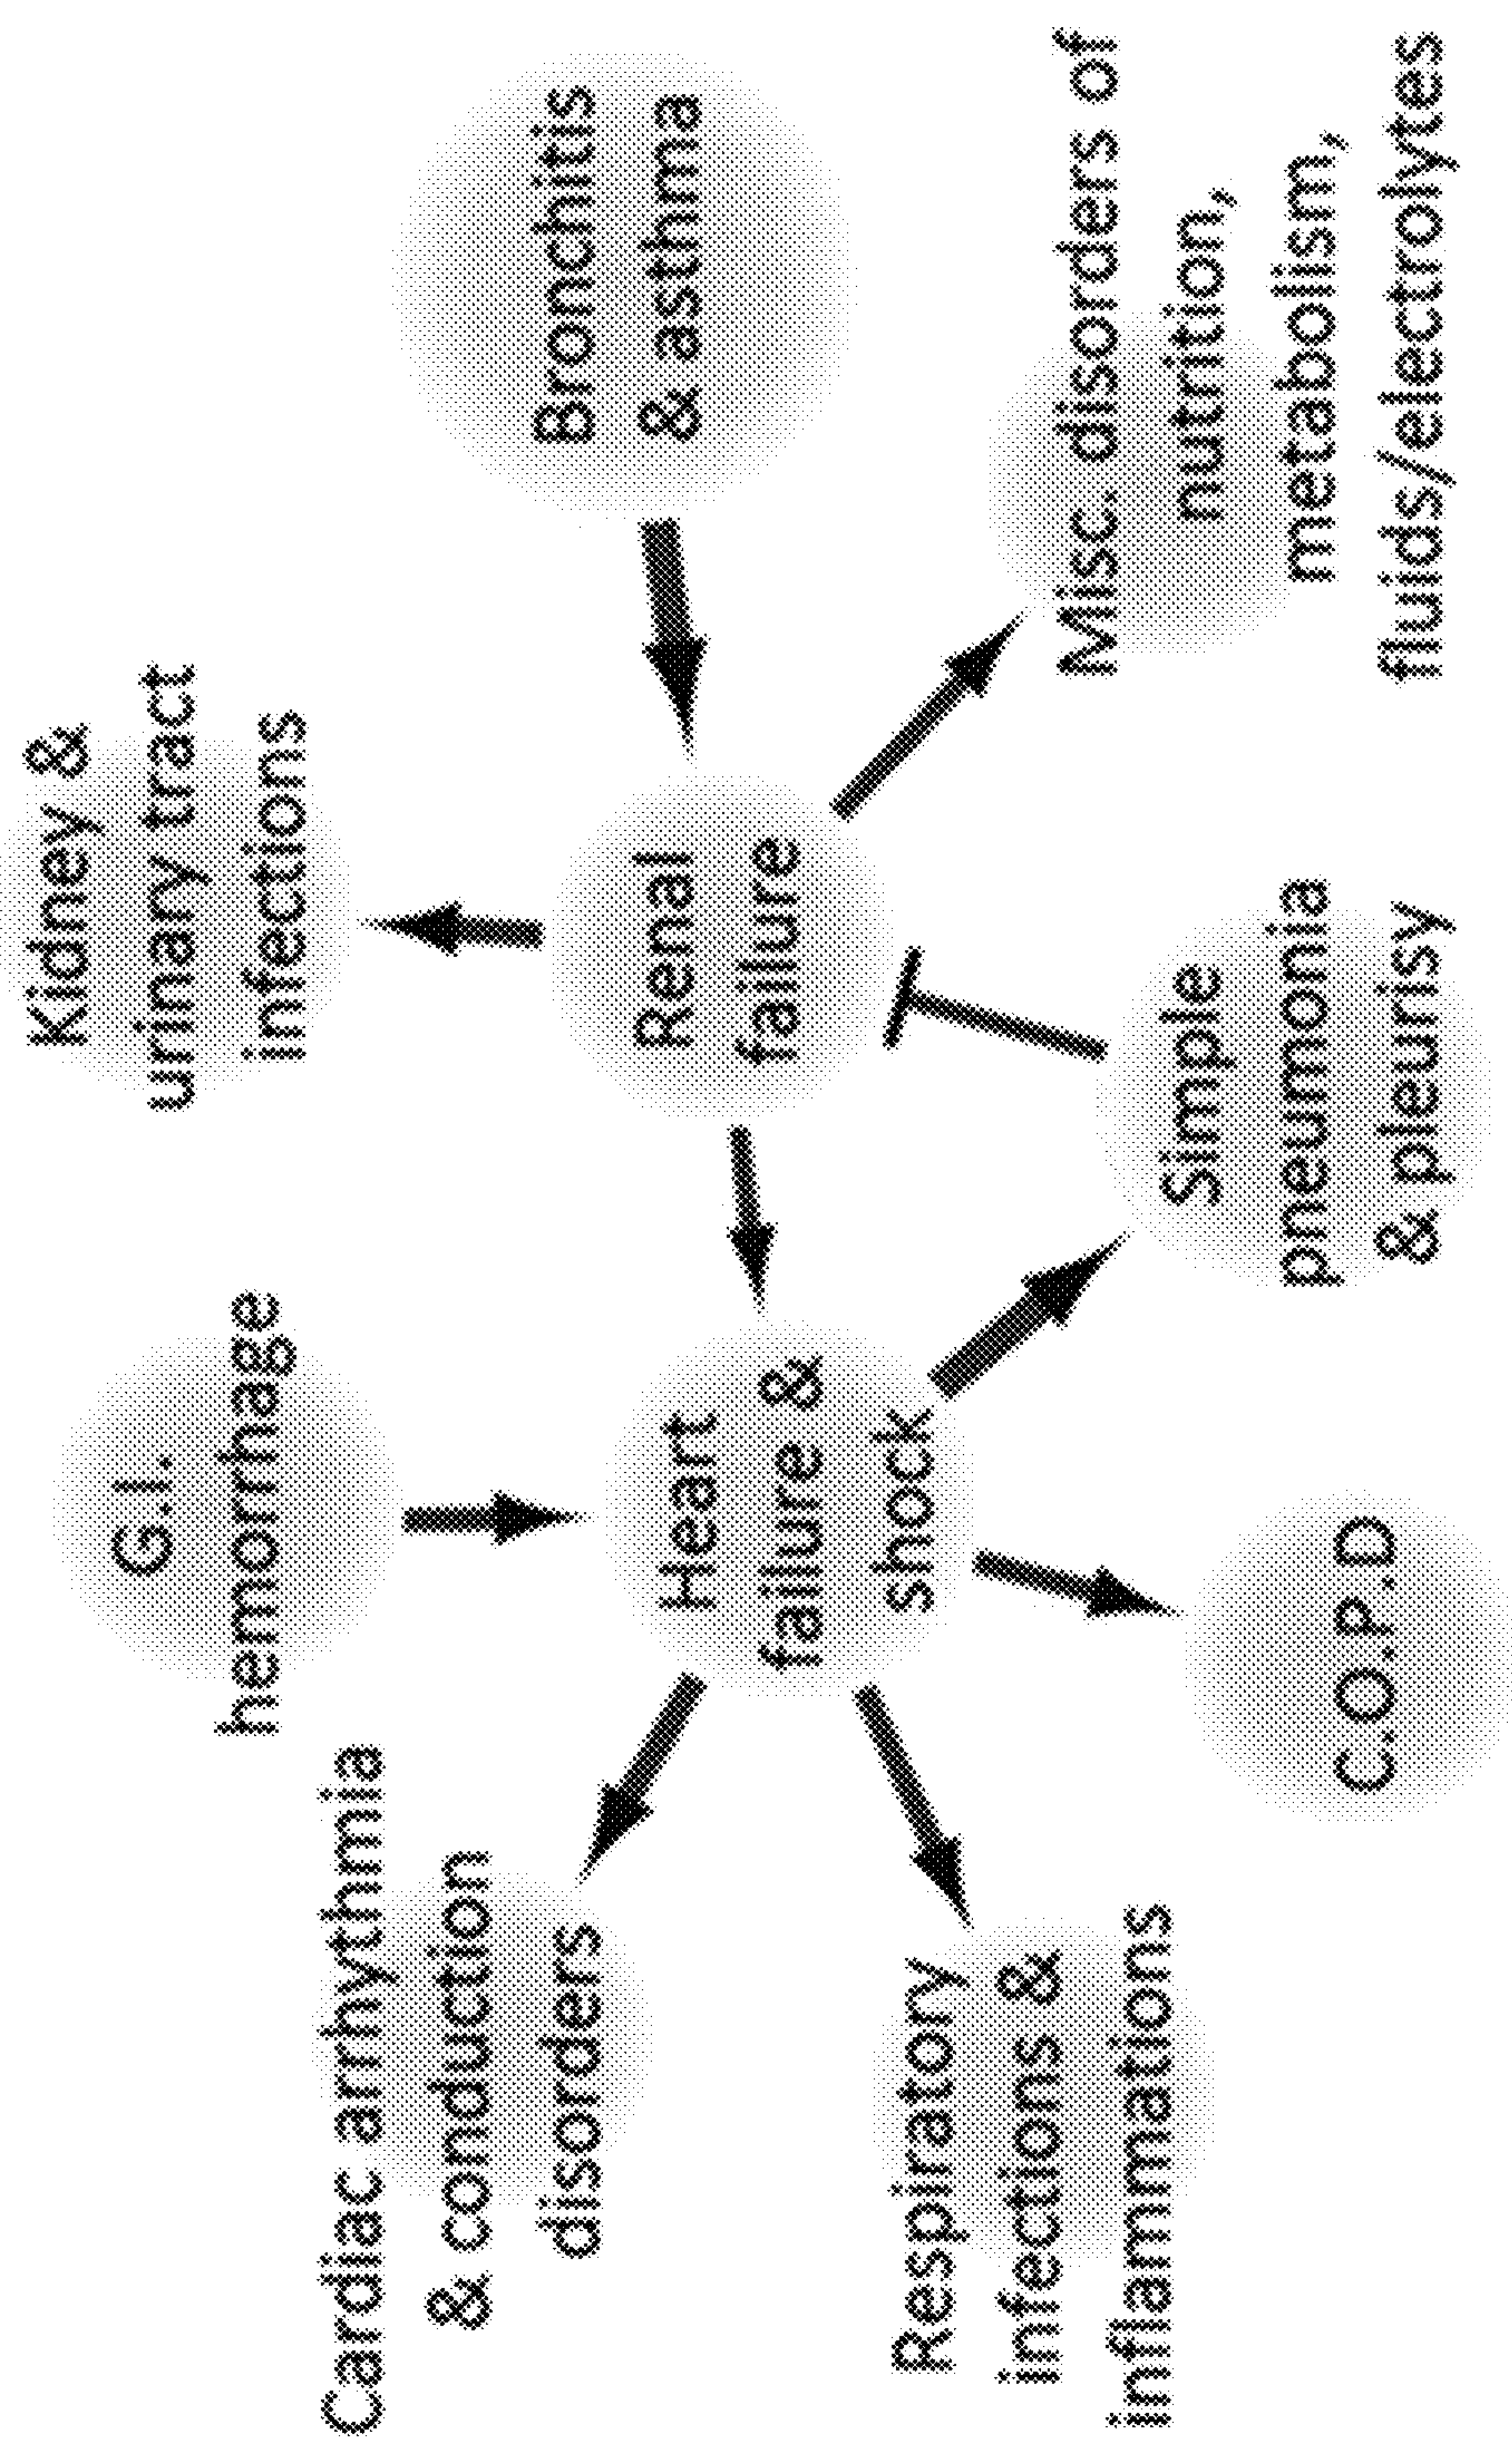 Cardiac arrhythmia
& conduction
disorders
G.I.
hemorrhage
Kidney &
urinary tract
infections
Respiratory
infections &
inflammations
Heart
failure &
shock
Renal
failure
Bronchitis
& asthma
C.O.P.D
Simple
pneumonia
& pleurisy
Misc. disorders of
nutrition,
metabolism,
fluids/electrolytes